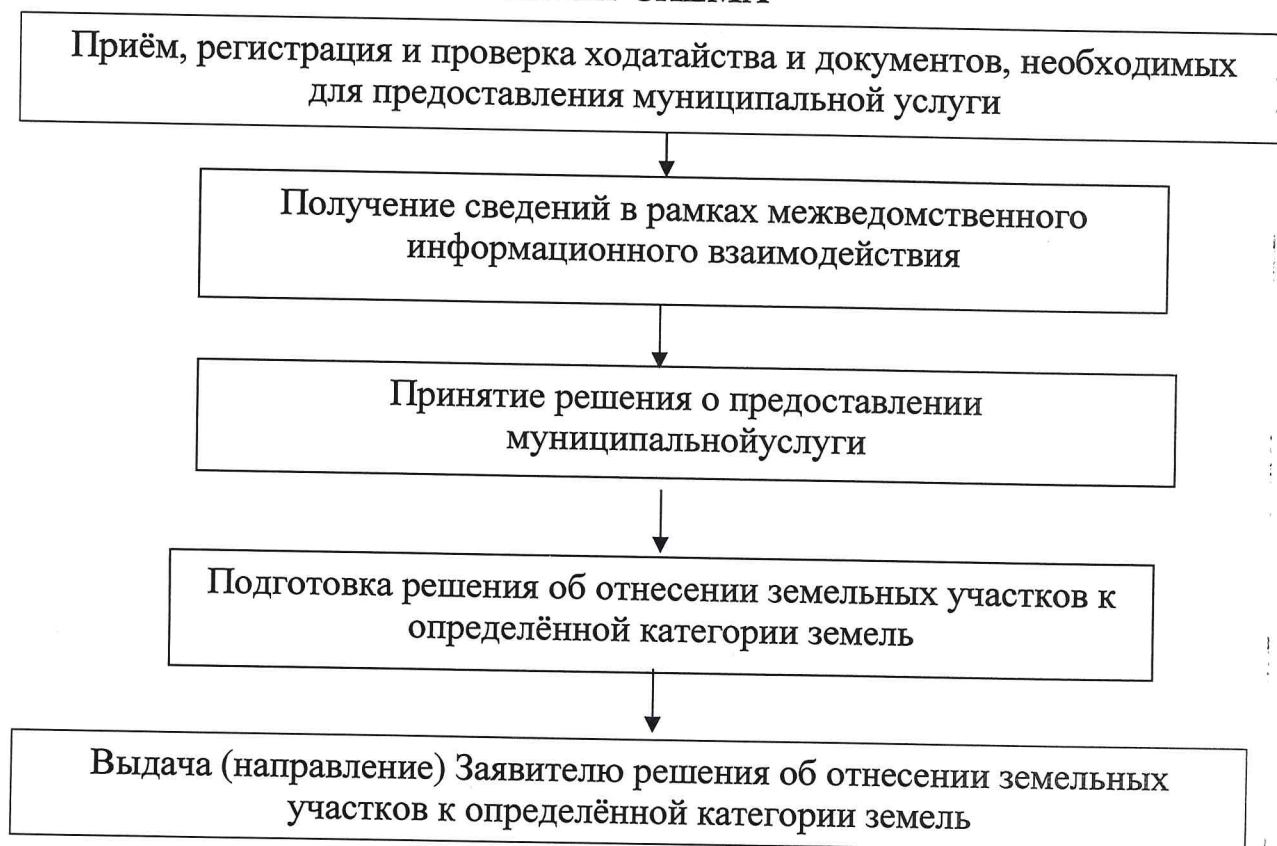 Приём, регистрация и проверка ходатайства и документов, необходимых
для предоставления муниципальной услуги
Получение сведений в рамках межведомственного
информационного взаимодействия
Принятие решения о предоставлении
муниципальнойуслуги
Подготовка решения об отнесении земельных участков к
определённой категории земель
Выдача (направление) Заявителю решения об отнесении земельных
участков к определённой категории земель